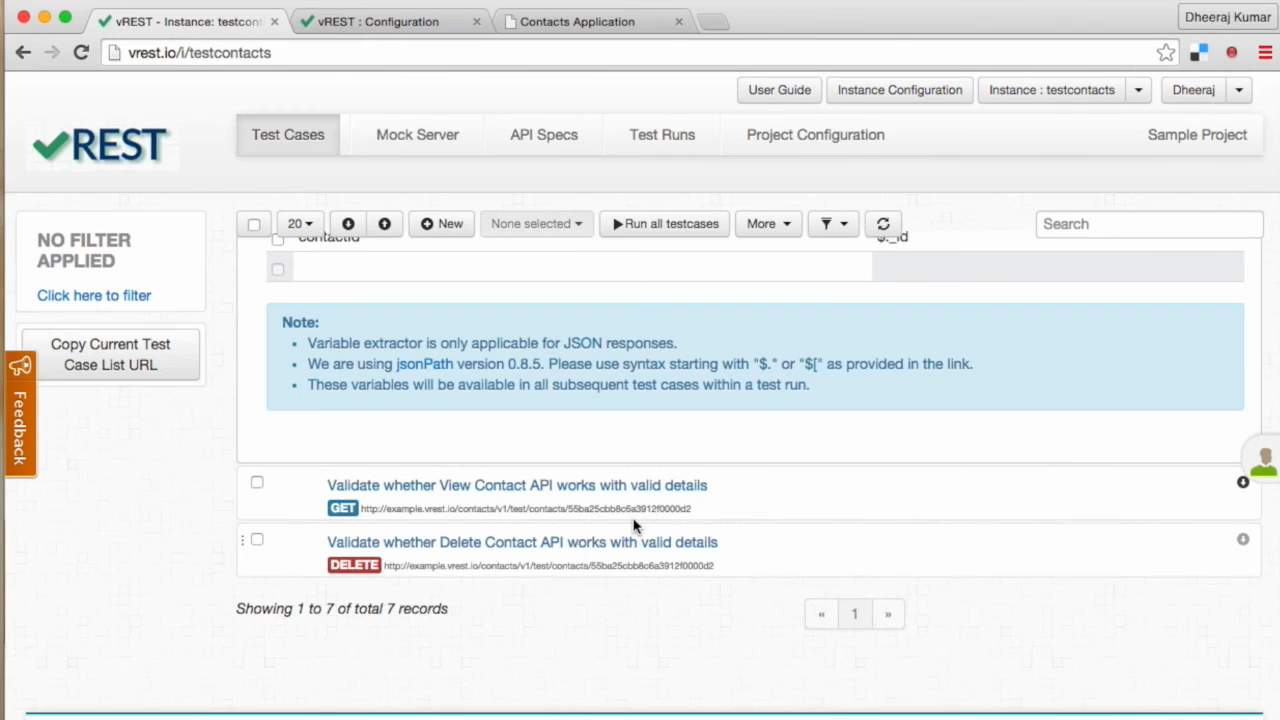 vREST - Instance: testcont
vREST : Configuration
Contacts Application
Dheeraj Kumar
vrest.io/i/testcontacts
User Guide
Instance Configuration
Instance : testcontacts
Dheeraj
vREST
Test Cases
Mock Server
API Specs
Test Runs
Project Configuration
Sample Project
NO FILTER
APPLIED
Click here to filter
Copy Current Test
Case List URL
Feedback
20
New
None selected
Run all testcases
More
Search
contactId
$._id
Note:
• Variable extractor is only applicable for JSON responses.
• We are using jsonPath version 0.8.5. Please use syntax starting with "$." or "$[" as provided in the link.
• These variables will be available in all subsequent test cases within a test run.
Validate whether View Contact API works with valid details
GET http://example.vrest.io/contacts/v1/test/contacts/55ba25cbb8c6a3912f0000d2
Validate whether Delete Contact API works with valid details
DELETE http://example.vrest.io/contacts/v1/test/contacts/55ba25cbb8c6a3912f0000d2
Showing 1 to 7 of total 7 records
« 1 »